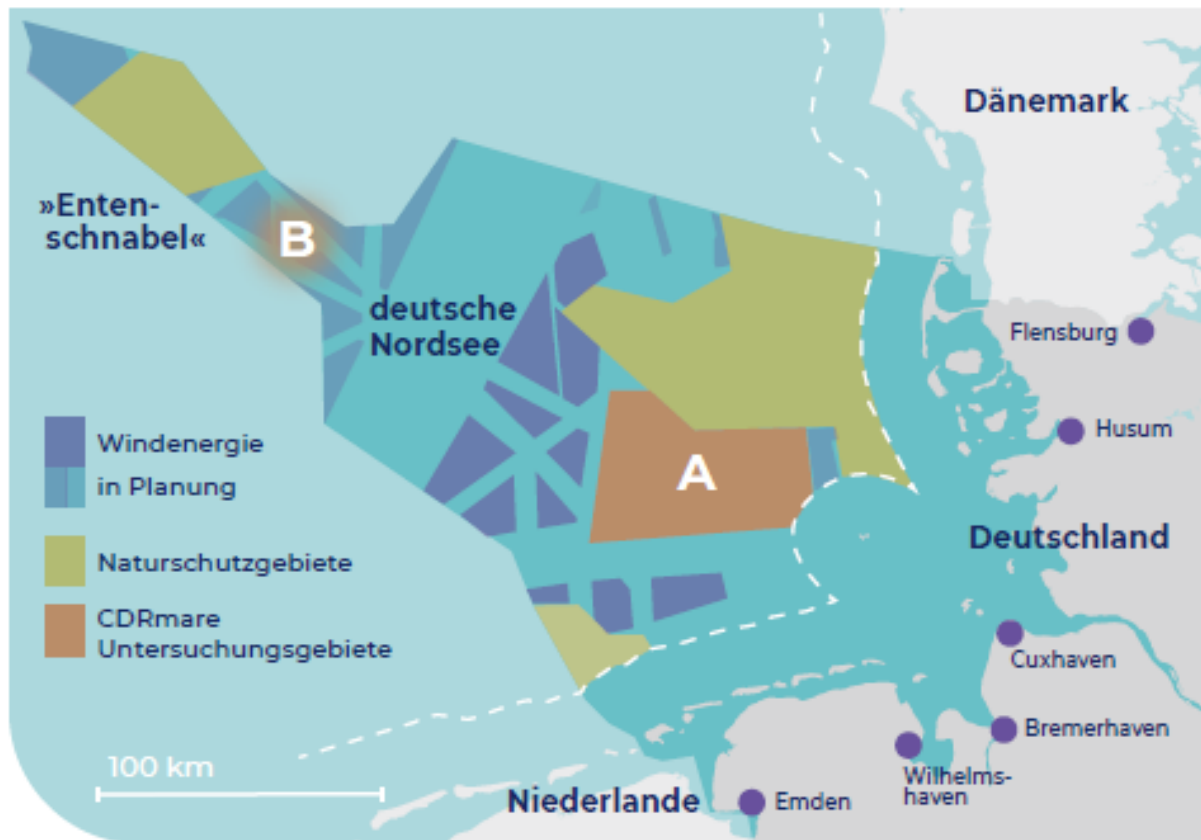 Dänemark
»Enten-
schnabel«
B
deutsche
Nordsee
Flensburg
Husum
Windenergie
in Planung
A
Naturschutzgebiete
Deutschland
CDRmare
Untersuchungsgebiete
Cuxhaven
Bremerhaven
100 km
Wilhelms-
haven
Niederlande
Emden